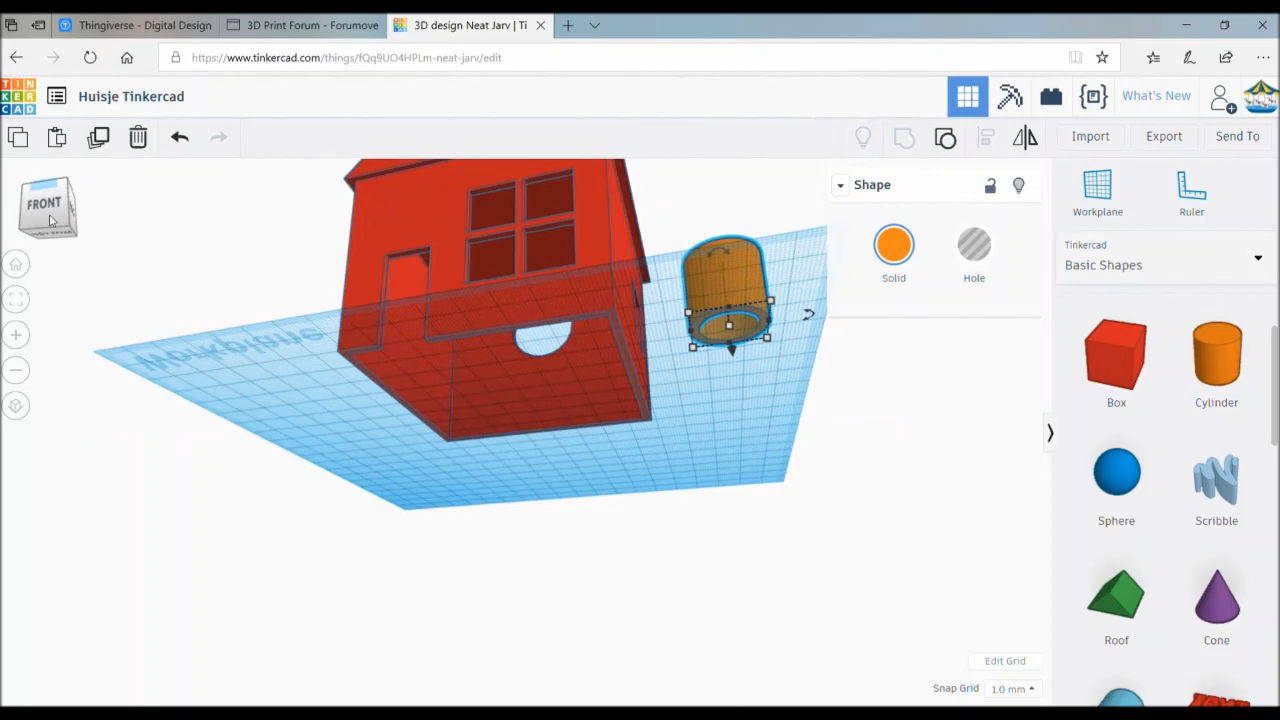 Thingiverse - Digital Design
3D Print Forum - Forumove
3D design Neat Jarv | Ti
https://www.tinkercad.com/things/fQq9UO4HPLm-neat-jarv/edit
TIN
KER
CAD
Huisje Tinkercad
What's New
Import
Export
Send To
FRONT
Workplane
Shape
Solid
Hole
Workplane
Ruler
Tinkercad
Basic Shapes
Box
Cylinder
Sphere
Scribble
Roof
Cone
Edit Grid
Snap Grid
1.0 mm